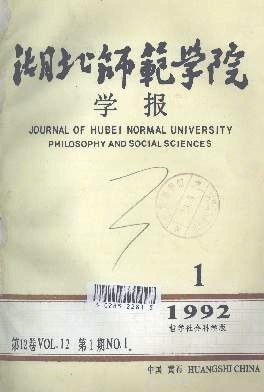 湖北师範学院
学报
JOURNAL OF HUBEI NORMAL UNIVERSITY
PHILOSOPHY AND SOCIAL SCIENCES
1
1992
哲学社会科学版
第12卷VOL.12 第1期NO.1
中国 黄石 HUANGSHI CHINA